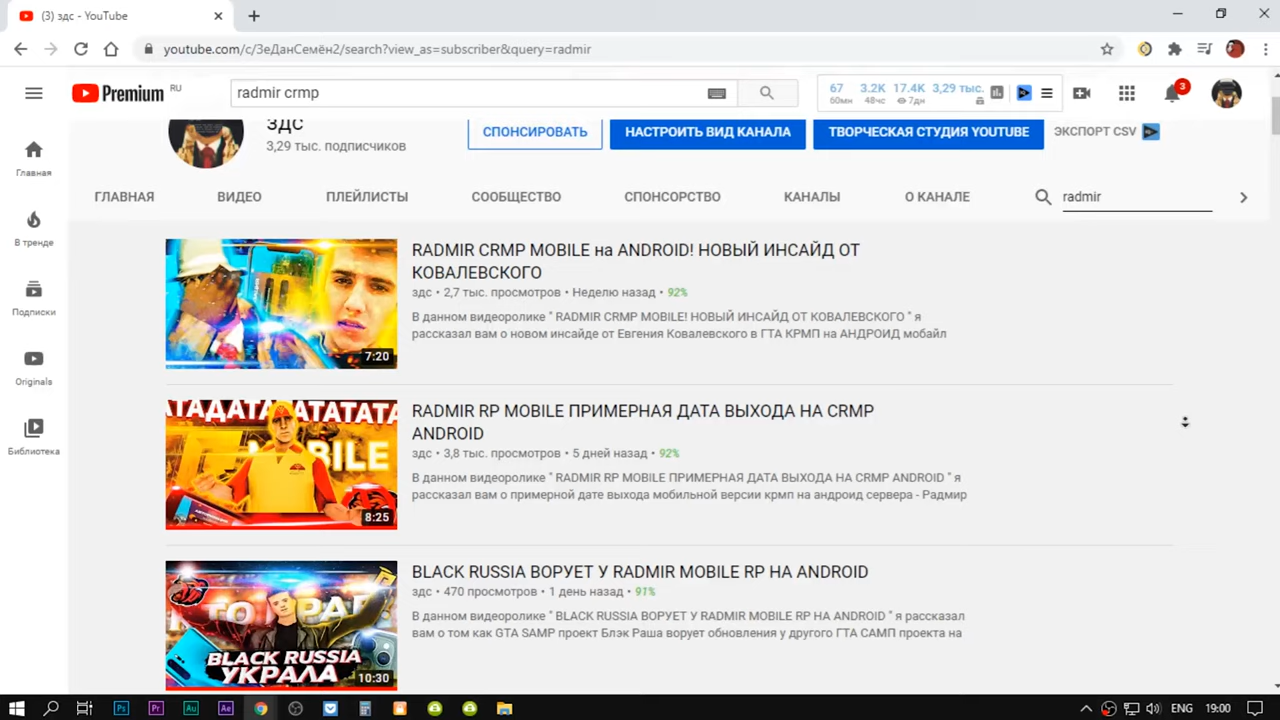 (3) здс - YouTube
youtube.com/c/ЗеДанСемён2/search?view_as=subscriber&query=radmir
Premium RU
radmir crmp
67 3.2K 17.4K 3,29 тыс.
60мн 48чс 7дн
3
здс
3,29 тыс. подписчиков
СПОНСИРОВАТЬ
НАСТРОИТЬ ВИД КАНАЛА
ТВОРЧЕСКАЯ СТУДИЯ YOUTUBE
ЭКСПОРТ CSV
ГЛАВНАЯ ВИДЕО ПЛЕЙЛИСТЫ СООБЩЕСТВО СПОНСОРСТВО КАНАЛЫ О КАНАЛЕ radmir
Главная
В тренде
Подписки
Originals
Библиотека
7:20
RADMIR CRMP MOBILE на ANDROID! НОВЫЙ ИНСАЙД ОТ
КОВАЛЕВСКОГО
здс • 2,7 тыс. просмотров • Неделю назад • 92%
В данном видеоролике " RADMIR CRMP MOBILE! НОВЫЙ ИНСАЙД ОТ КОВАЛЕВСКОГО " я
рассказал вам о новом инсайде от Евгения Ковалевского в ГТА КРМП на АНДРОИД мобайл
8:25
RADMIR RP MOBILE ПРИМЕРНАЯ ДАТА ВЫХОДА НА CRMP
ANDROID
здс • 3,8 тыс. просмотров • 5 дней назад • 92%
В данном видеоролике " RADMIR RP MOBILE ПРИМЕРНАЯ ДАТА ВЫХОДА НА CRMP ANDROID " я
рассказал вам о примерной дате выхода мобильной версии крмп на андроид сервера - Радмир
BLACK RUSSIA
УКРАЛА
10:30
BLACK RUSSIA ВОРУЕТ У RADMIR MOBILE RP НА ANDROID
здс • 470 просмотров • 1 день назад • 91%
В данном видеоролике " BLACK RUSSIA ВОРУЕТ У RADMIR MOBILE RP НА ANDROID " я рассказал
вам о том как GTA SAMP проект Блэк Раша ворует обновления у другого ГТА САМП проекта на
Ps Pr Au Ae
ENG 19:00